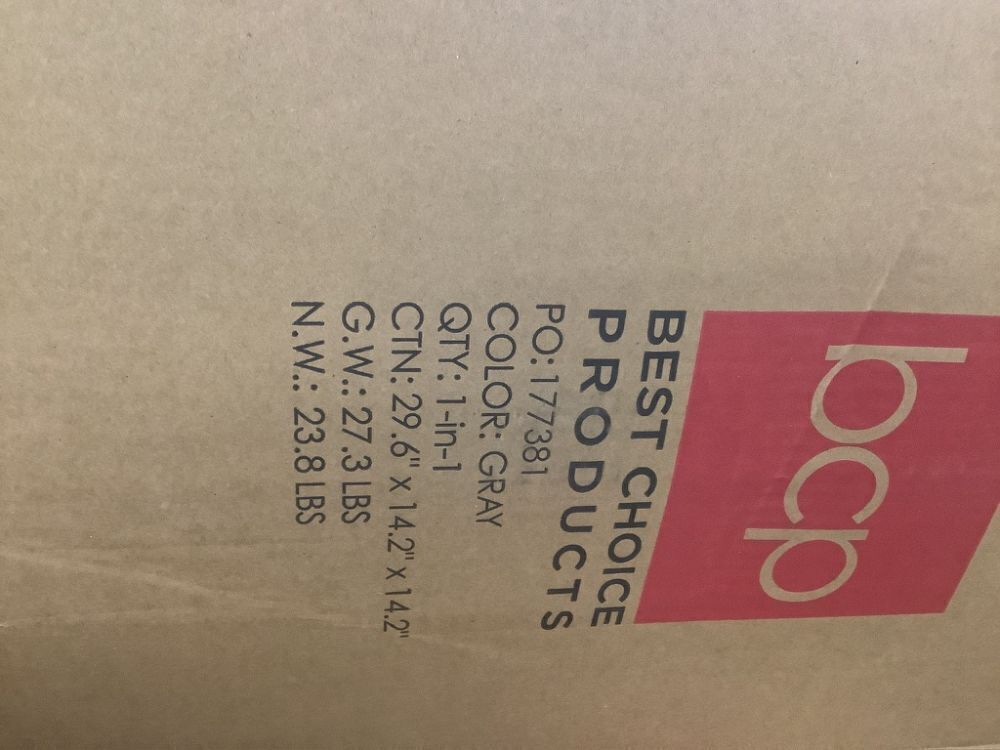 bcp
BEST CHOICE
PRODUCTS
PO: 177381
COLOR: GRAY
QTY: 1-in-1
CTN: 29.6" x 14.2" x 14.2"
G.W.: 27.3 LBS
N.W.: 23.8 LBS